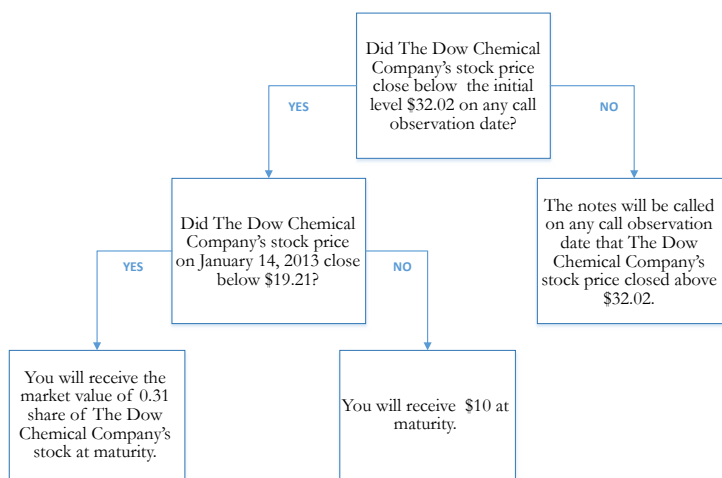 Did The Dow Chemical
Company's stock price
close below the initial
level $32.02 on any call
observation date?
YES
NO
Did The Dow Chemical
Company's stock price
on January 14, 2013 close
below $19.21?
The notes will be called
on any call observation
date that The Dow
Chemical Company's
stock price closed above
$32.02.
YES
NO
You will receive the
market value of 0.31
share of The Dow
Chemical Company's
stock at maturity.
You will receive $10 at
maturity.